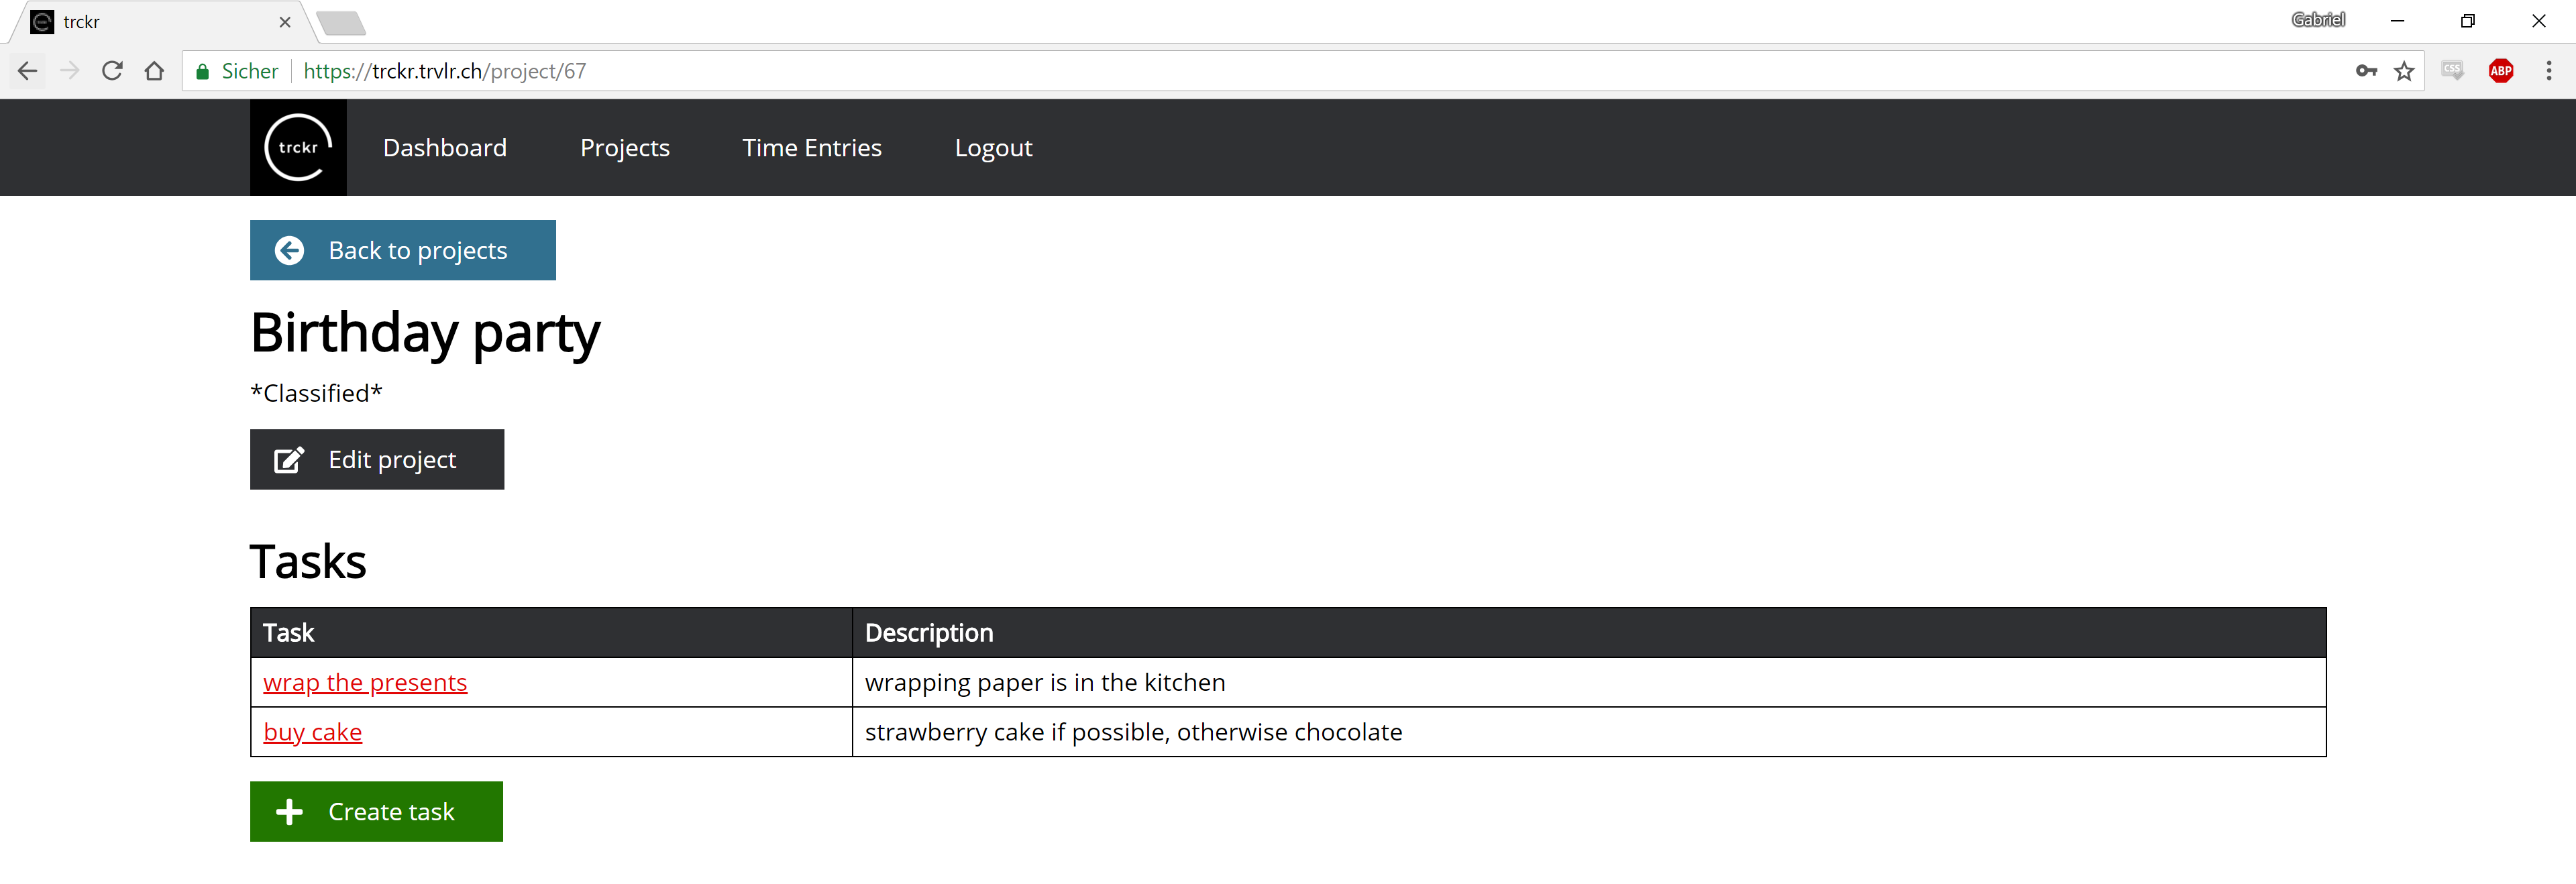 trckr
Gabriel
Sicher https://trckr.trvlr.ch/project/67
CSS
ABP
trckr Dashboard Projects Time Entries Logout
Back to projects
Birthday party
*Classified*
Edit project
Tasks
Task Description
wrap the presents wrapping paper is in the kitchen
buy cake strawberry cake if possible, otherwise chocolate
Create task